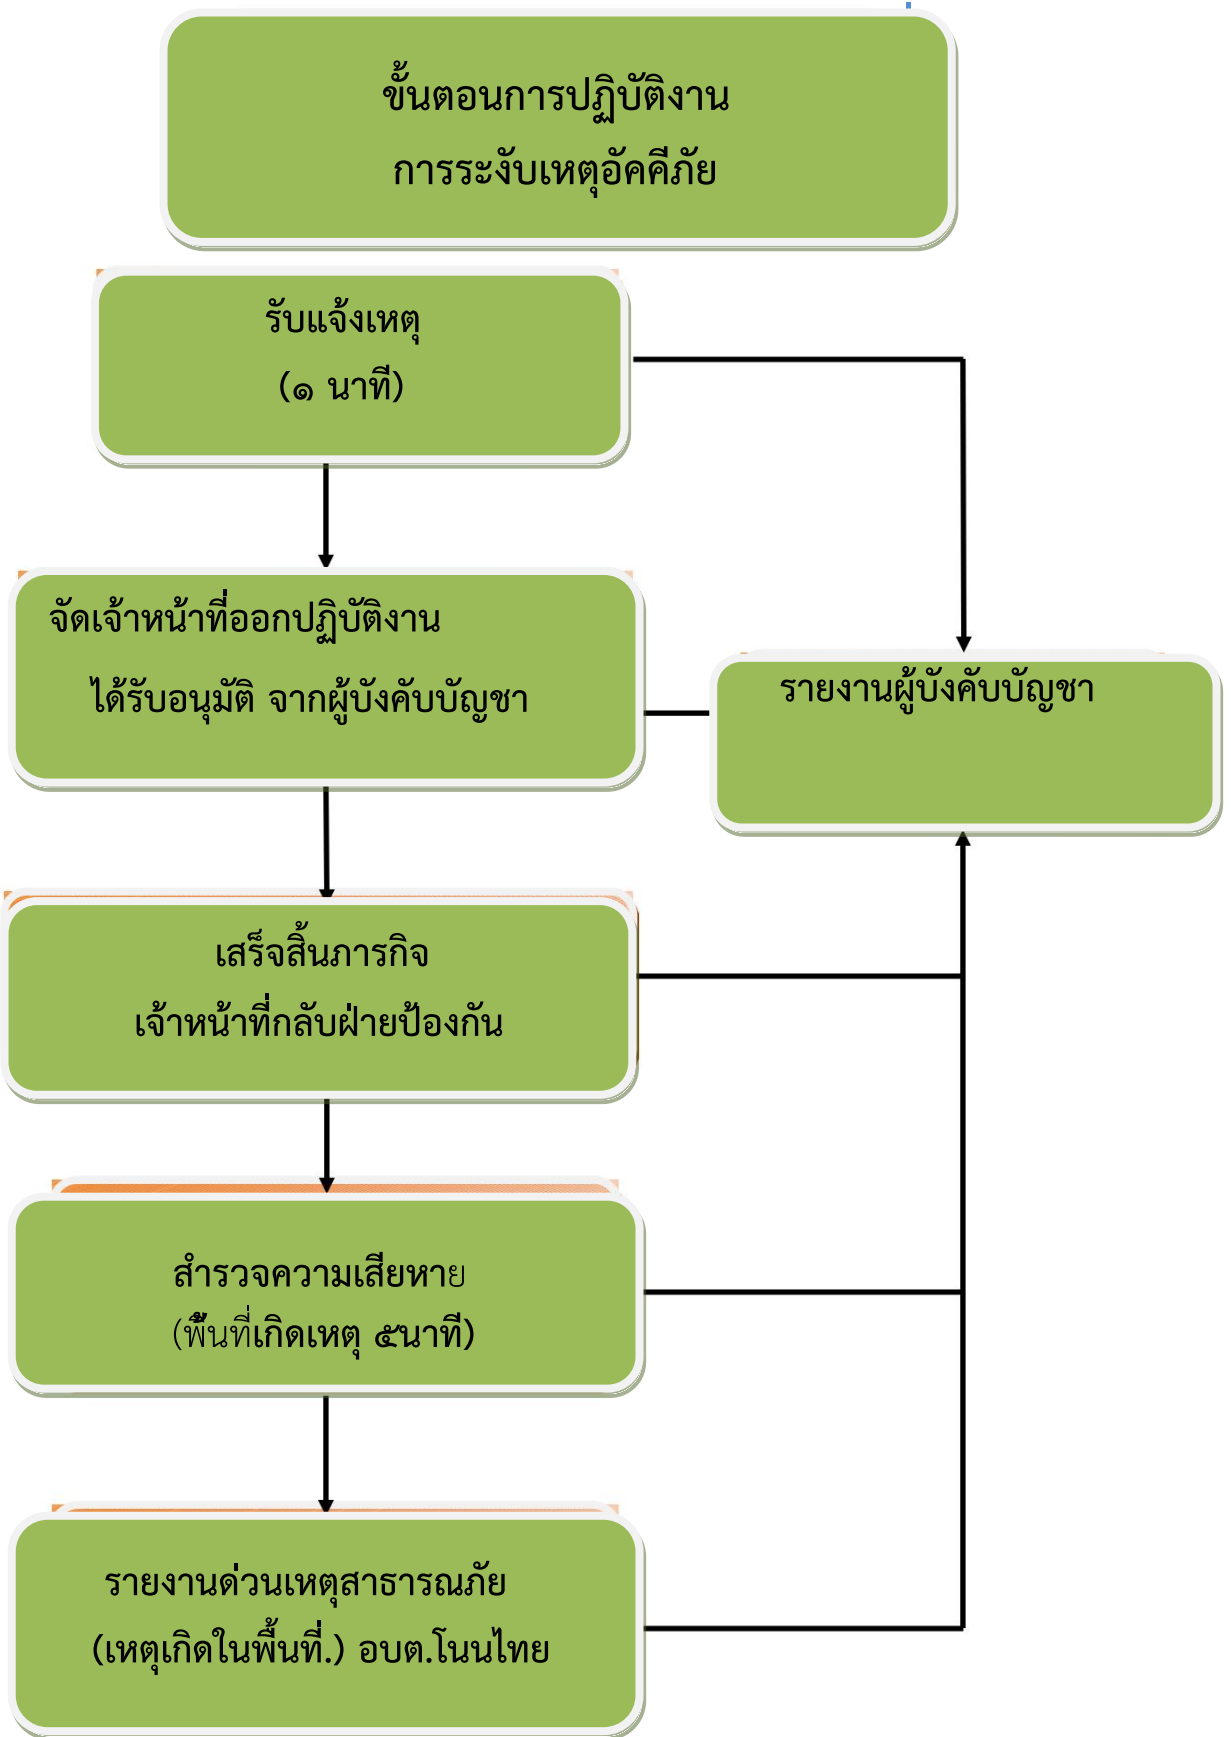 ขั้นตอนการปฏิบัติงาน
การระงับเหตุอัคคีภัย
รับแจ้งเหตุ
(๑ นาที)
จัดเจ้าหน้าที่ออกปฏิบัติงาน
ได้รับอนุมัติ จากผู้บังคับบัญชา
รายงานผู้บังคับบัญชา
เสร็จสิ้นภารกิจ
เจ้าหน้าที่กลับฝ่ายป้องกัน
สำรวจความเสียหาย
(พื้นที่เกิดเหตุ ๕นาที)
รายงานด่วนเหตุสาธารณภัย
(เหตุเกิดในพื้นที่.) อบต.โนนไทย